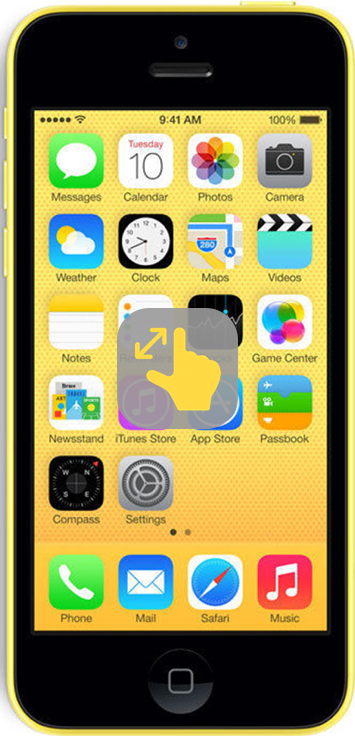 9:41 AM 100%
Tuesday
10
Messages Calendar Photos Camera
280
Weather Clock Maps Videos
Notes Game Center
Newsstand iTunes Store App Store Passbook
N
W E
S
Compass Settings
Phone Mail Safari Music